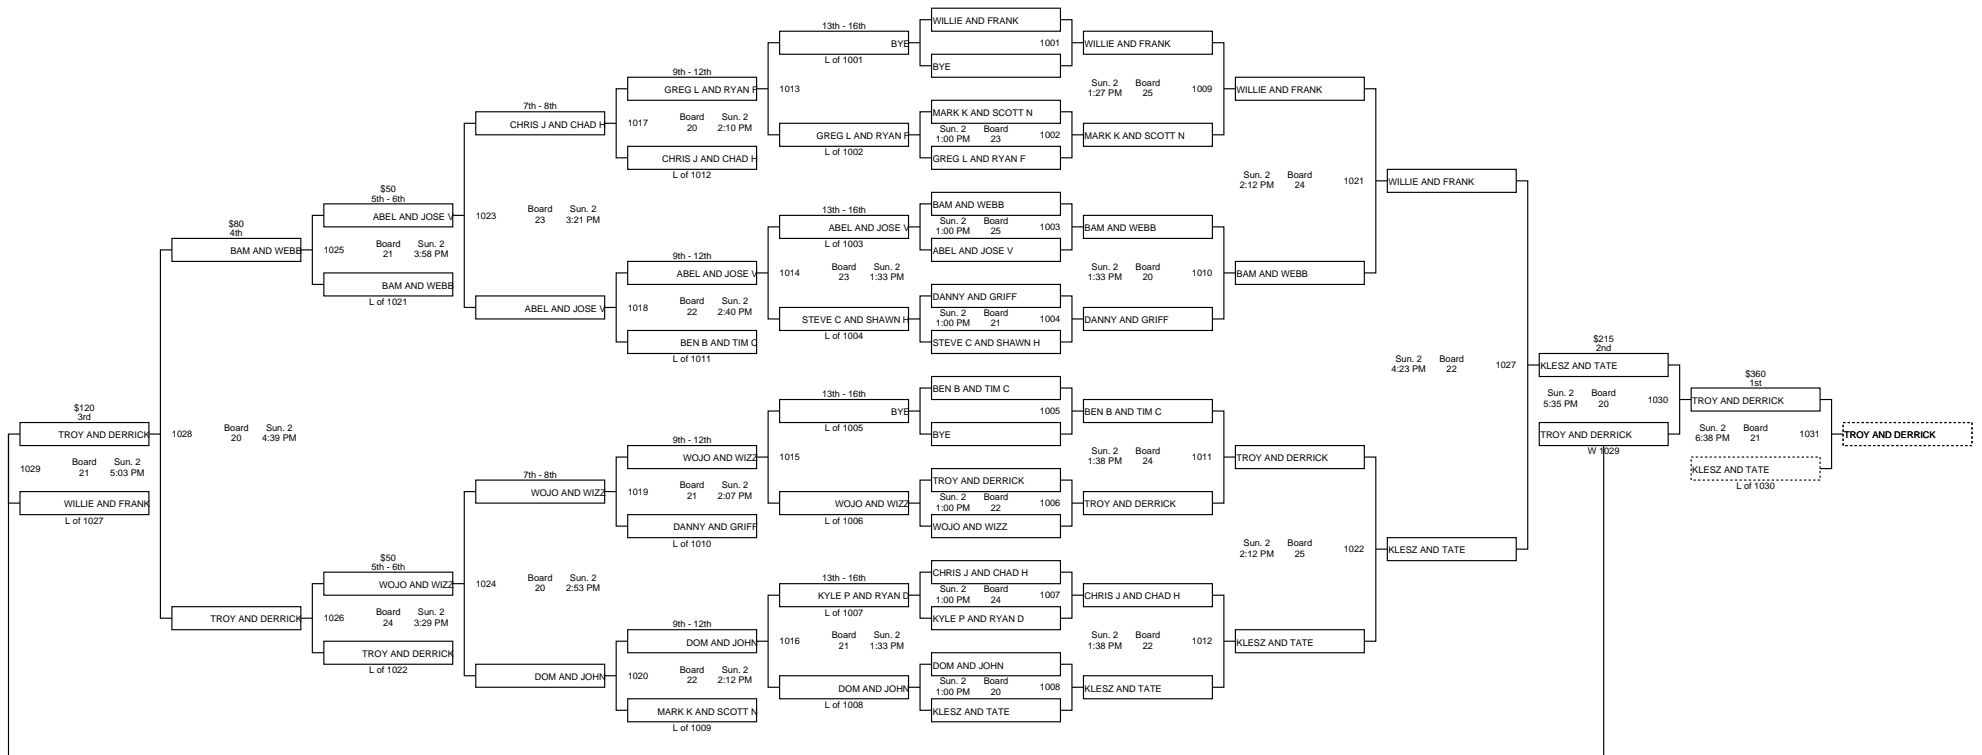 WILLIE AND FRANK
13th - 16th
BYE
1001
WILLIE AND FRANK
L of 1001
BYE
9th - 12th
GREG L AND RYAN F
1013
Sun. 2 Board
1:27 PM 25
1009
WILLIE AND FRANK
7th - 8th
CHRIS J AND CHAD H
1017
Board Sun. 2
20 2:10 PM
MARK K AND SCOTT N
GREG L AND RYAN F
L of 1002
Sun. 2 Board
1:00 PM 23
1002
MARK K AND SCOTT N
CHRIS J AND CHAD H
L of 1012
GREG L AND RYAN F
Sun. 2 Board
2:12 PM 24
1021
WILLIE AND FRANK
$50
5th - 6th
ABEL AND JOSE V
1023
Board Sun. 2
23 3:21 PM
13th - 16th
ABEL AND JOSE V
L of 1003
BAM AND WEBB
Sun. 2 Board
1:00 PM 25
1003
BAM AND WEBB
ABEL AND JOSE V
$80
4th
BAM AND WEBB
1025
Board Sun. 2
21 3:58 PM
BAM AND WEBB
L of 1021
9th - 12th
ABEL AND JOSE V
1014
Board Sun. 2
23 1:33 PM
Sun. 2 Board
1:33 PM 20
1010
BAM AND WEBB
ABEL AND JOSE V
1018
Board Sun. 2
22 2:40 PM
STEVE C AND SHAWN H
L of 1004
DANNY AND GRIFF
Sun. 2 Board
1:00 PM 21
1004
DANNY AND GRIFF
STEVE C AND SHAWN H
BEN B AND TIM C
L of 1011
Sun. 2 Board
4:23 PM 22
1027
$215
2nd
KLESZ AND TATE
13th - 16th
BYE
L of 1005
BEN B AND TIM C
1005
BEN B AND TIM C
BYE
Sun. 2 Board
5:35 PM 20
1030
$360
1st
TROY AND DERRICK
$120
3rd
TROY AND DERRICK
1028
Board Sun. 2
20 4:39 PM
TROY AND DERRICK
W 1029
Sun. 2 Board
6:38 PM 21
1031
TROY AND DERRICK
1029
Board Sun. 2
21 5:03 PM
9th - 12th
WOJO AND WIZZ
1015
Sun. 2 Board
1:38 PM 24
1011
TROY AND DERRICK
KLESZ AND TATE
L of 1030
WILLIE AND FRANK
L of 1027
7th - 8th
WOJO AND WIZZ
1019
Board Sun. 2
21 2:07 PM
WOJO AND WIZZ
L of 1006
TROY AND DERRICK
Sun. 2 Board
1:00 PM 22
1006
TROY AND DERRICK
WOJO AND WIZZ
DANNY AND GRIFF
L of 1010
Sun. 2 Board
2:12 PM 25
1022
KLESZ AND TATE
$50
5th - 6th
WOJO AND WIZZ
1024
Board Sun. 2
20 2:53 PM
13th - 16th
KYLE P AND RYAN D
L of 1007
CHRIS J AND CHAD H
Sun. 2 Board
1:00 PM 24
1007
CHRIS J AND CHAD H
KYLE P AND RYAN D
TROY AND DERRICK
1026
Board Sun. 2
24 3:29 PM
TROY AND DERRICK
L of 1022
9th - 12th
DOM AND JOHN
1016
Board Sun. 2
21 1:33 PM
Sun. 2 Board
1:38 PM 22
1012
KLESZ AND TATE
DOM AND JOHN
1020
Board Sun. 2
22 2:12 PM
DOM AND JOHN
L of 1008
DOM AND JOHN
Sun. 2 Board
1:00 PM 20
1008
KLESZ AND TATE
KLESZ AND TATE
MARK K AND SCOTT N
L of 1009